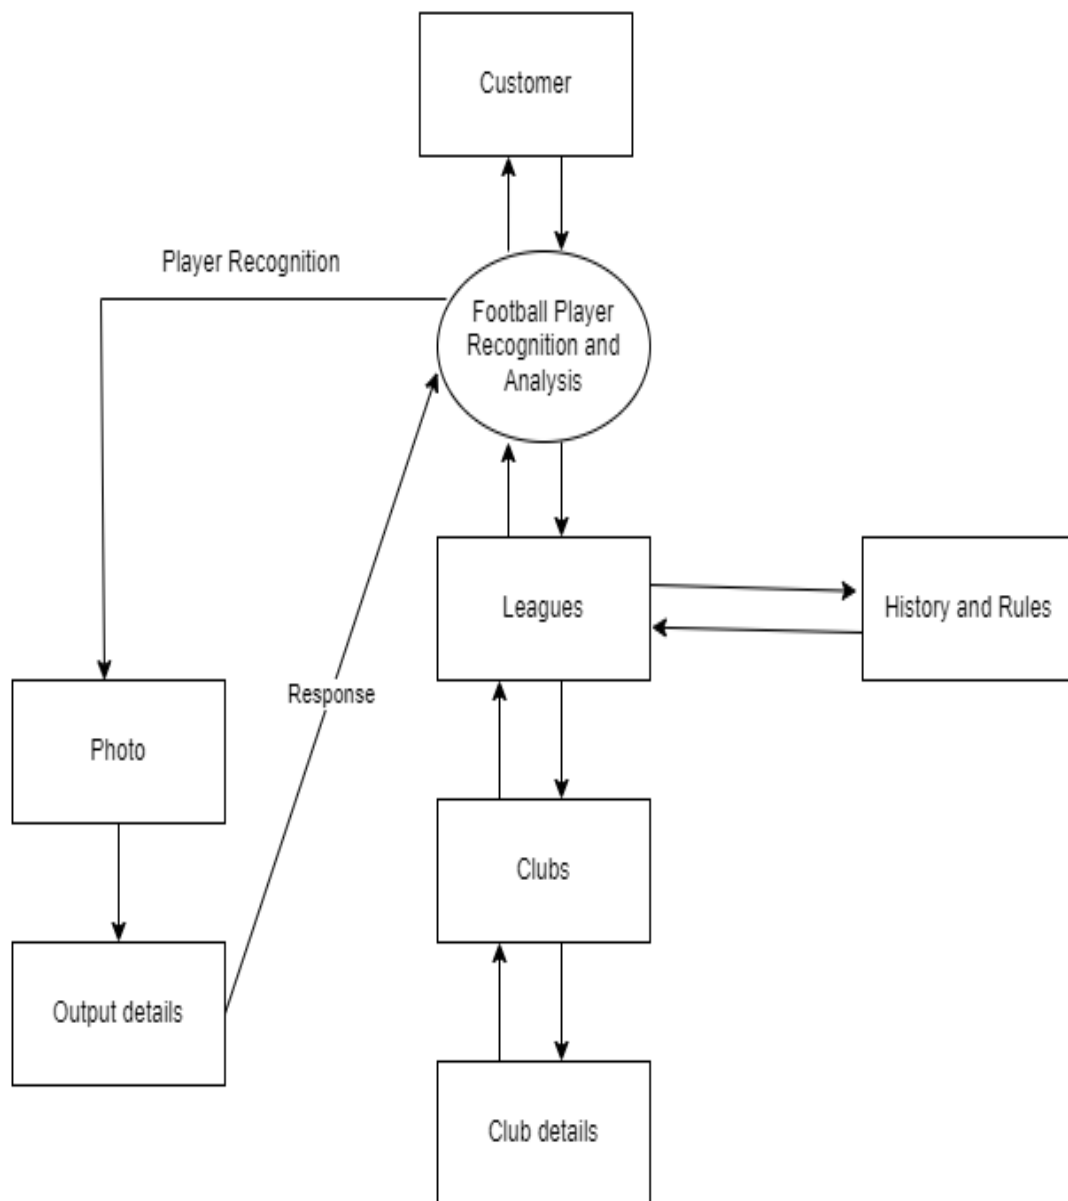 Customer
Player Recognition
Football Player
Recognition and
Analysis
Leagues
History and Rules
Response
Photo
Clubs
Output details
Club details